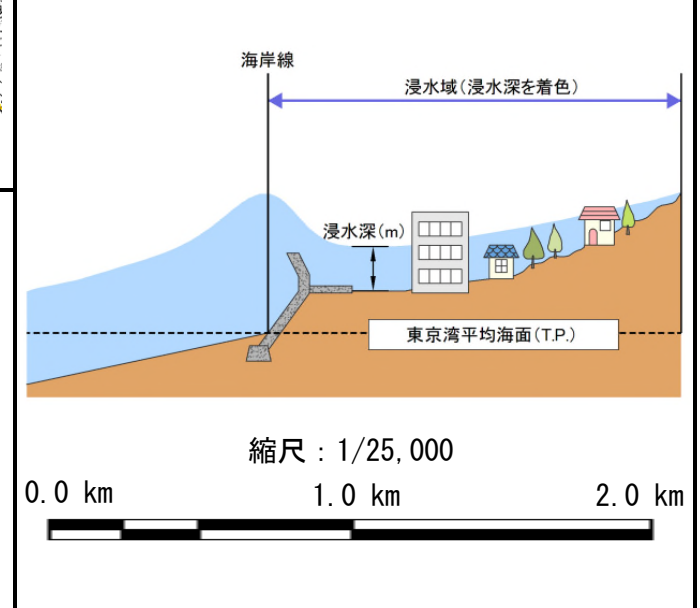 海岸線
浸水域(浸水深を着色)
浸水深(m)
東京湾平均海面(T.P.)
縮尺：1/25,000
0.0 km 1.0 km 2.0 km